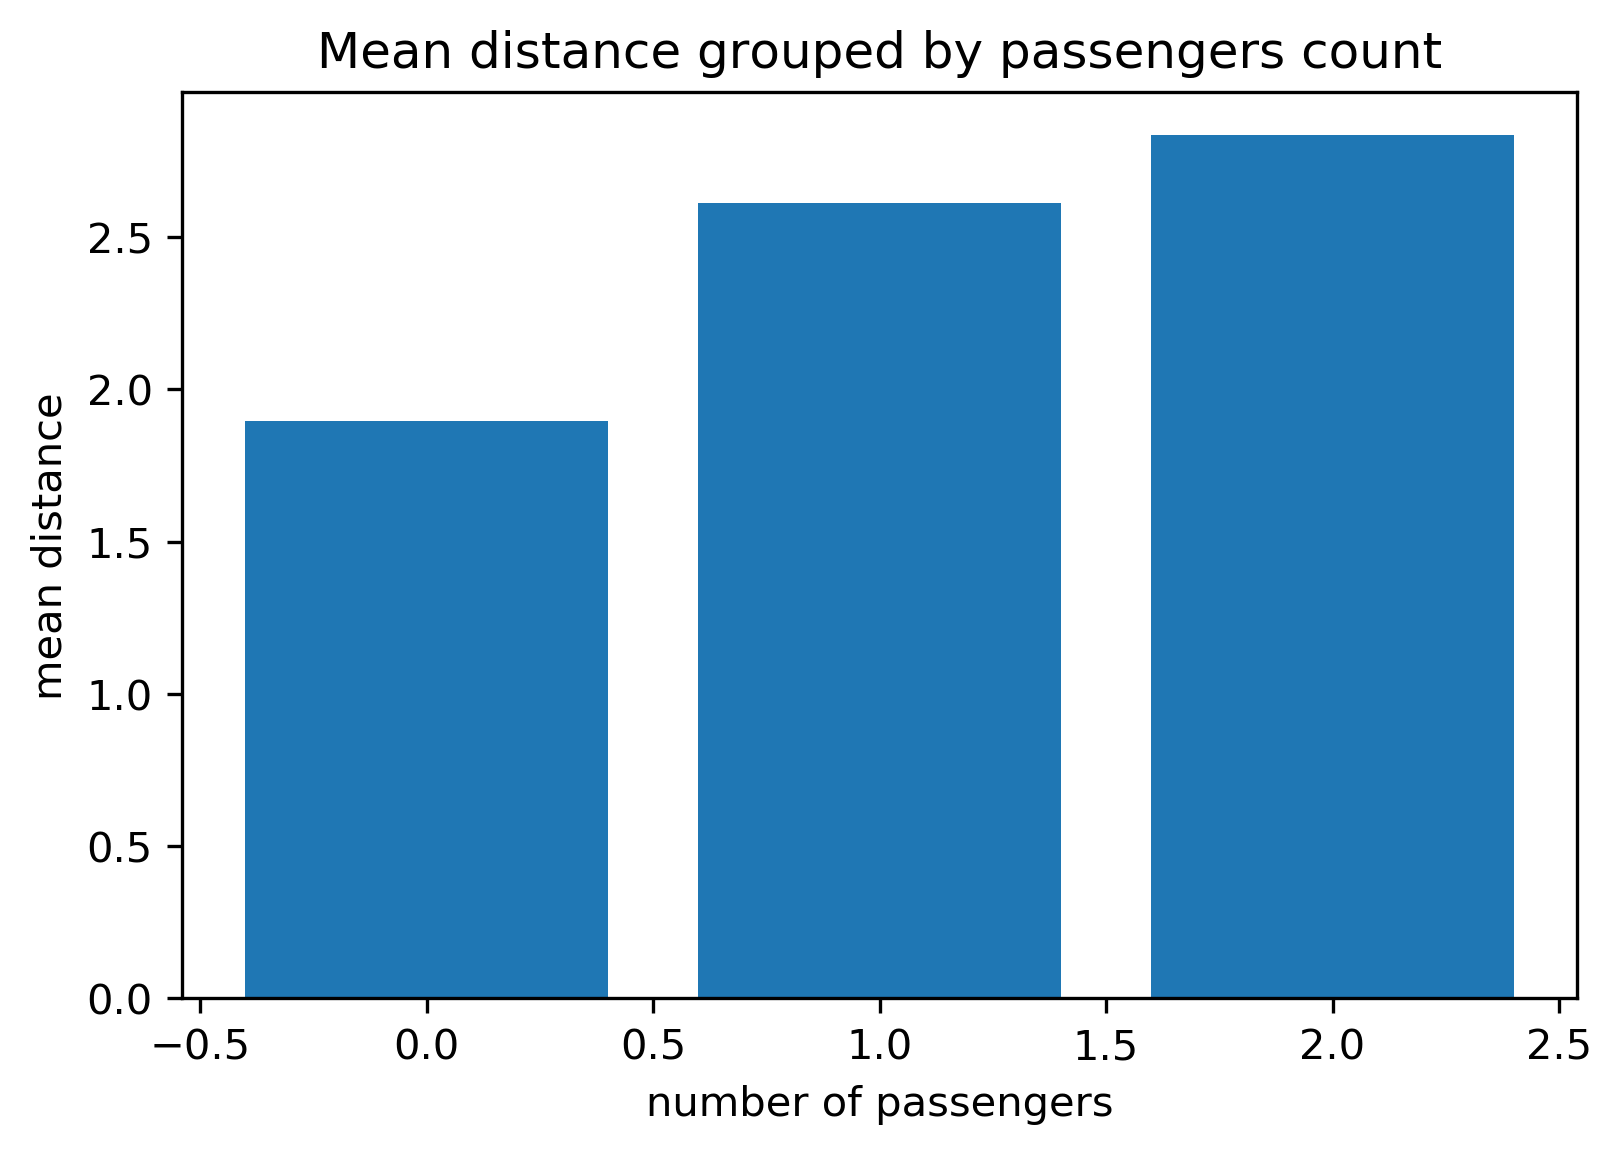 Mean distance grouped by passengers count
mean distance
2.5
2.0
1.5
1.0
0.5
0.0
−0.5 0.0 0.5 1.0 1.5 2.0 2.5
number of passengers